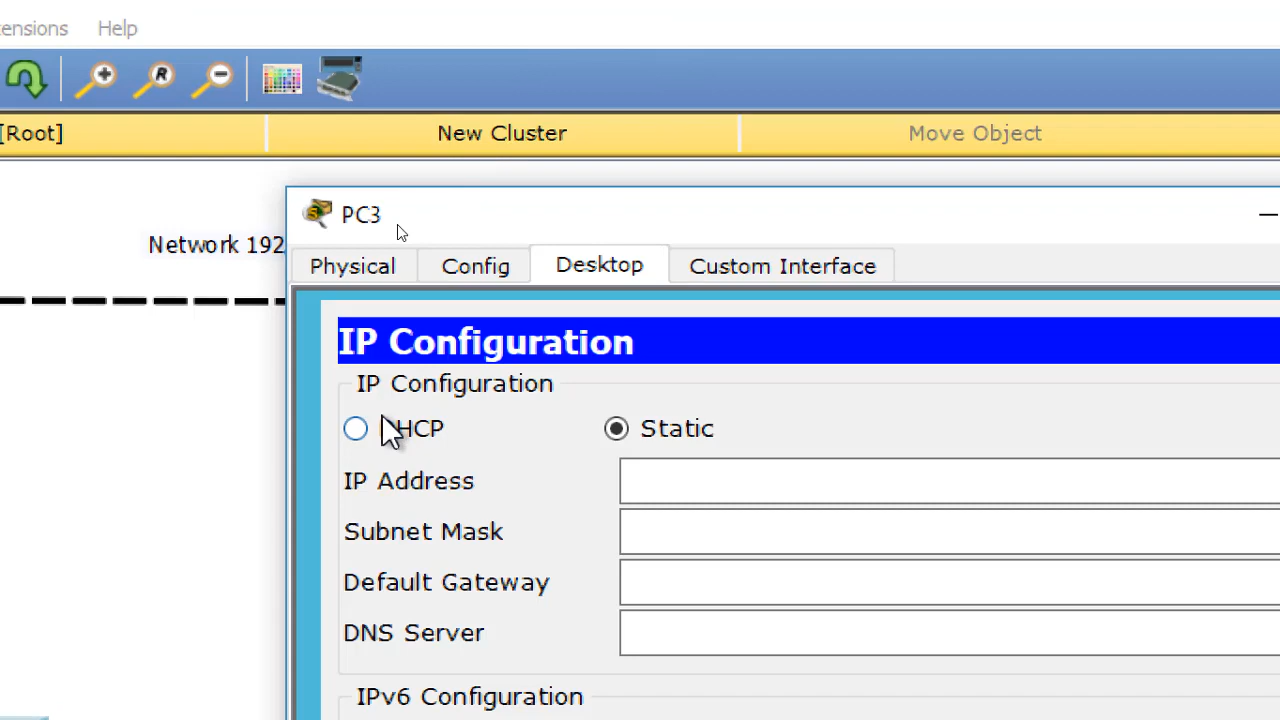 ensions Help
[Root] New Cluster Move Object
PC3
Network 192
Physical Config Desktop Custom Interface
IP Configuration
IP Configuration
HCP Static
IP Address
Subnet Mask
Default Gateway
DNS Server
IPv6 Configuration